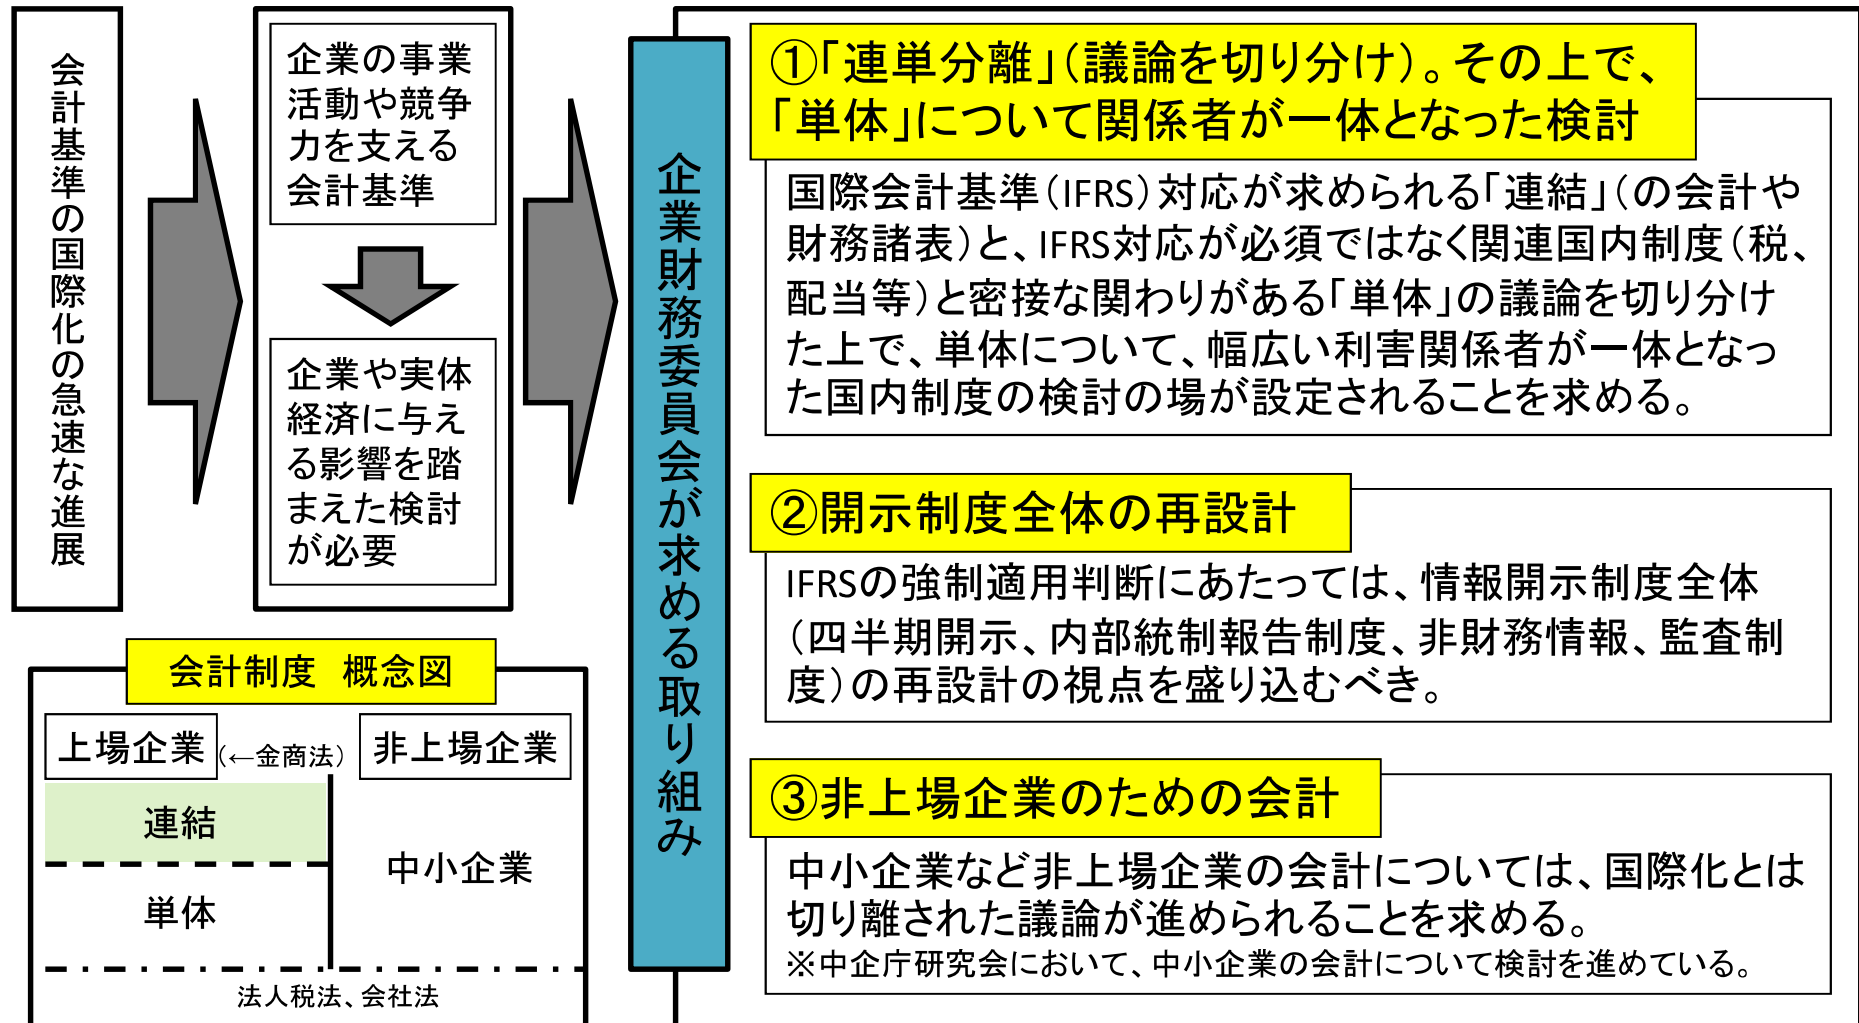 会計基準の国際化の急速な進展
企業の事業
活動や競争
力を支える
会計基準
企業や実体
経済に与え
る影響を踏
まえた検討
が必要
企業財務委員会が求める取り組み
①「連単分離」（議論を切り分け）。その上で、
「単体」について関係者が一体となった検討
国際会計基準（IFRS）対応が求められる「連結」（の会計や
財務諸表）と、IFRS対応が必須ではなく関連国内制度（税、
配当等）と密接な関わりがある「単体」の議論を切り分け
た上で、単体について、幅広い利害関係者が一体となっ
た国内制度の検討の場が設定されることを求める。
②開示制度全体の再設計
IFRSの強制適用判断にあたっては、情報開示制度全体
（四半期開示、内部統制報告制度、非財務情報、監査制
度）の再設計の視点を盛り込むべき。
③非上場企業のための会計
中小企業など非上場企業の会計については、国際化とは
切り離された議論が進められることを求める。
※中企庁研究会において、中小企業の会計について検討を進めている。
会計制度　概念図
上場企業
（←金商法）
非上場企業
連結
単体
中小企業
法人税法、会社法